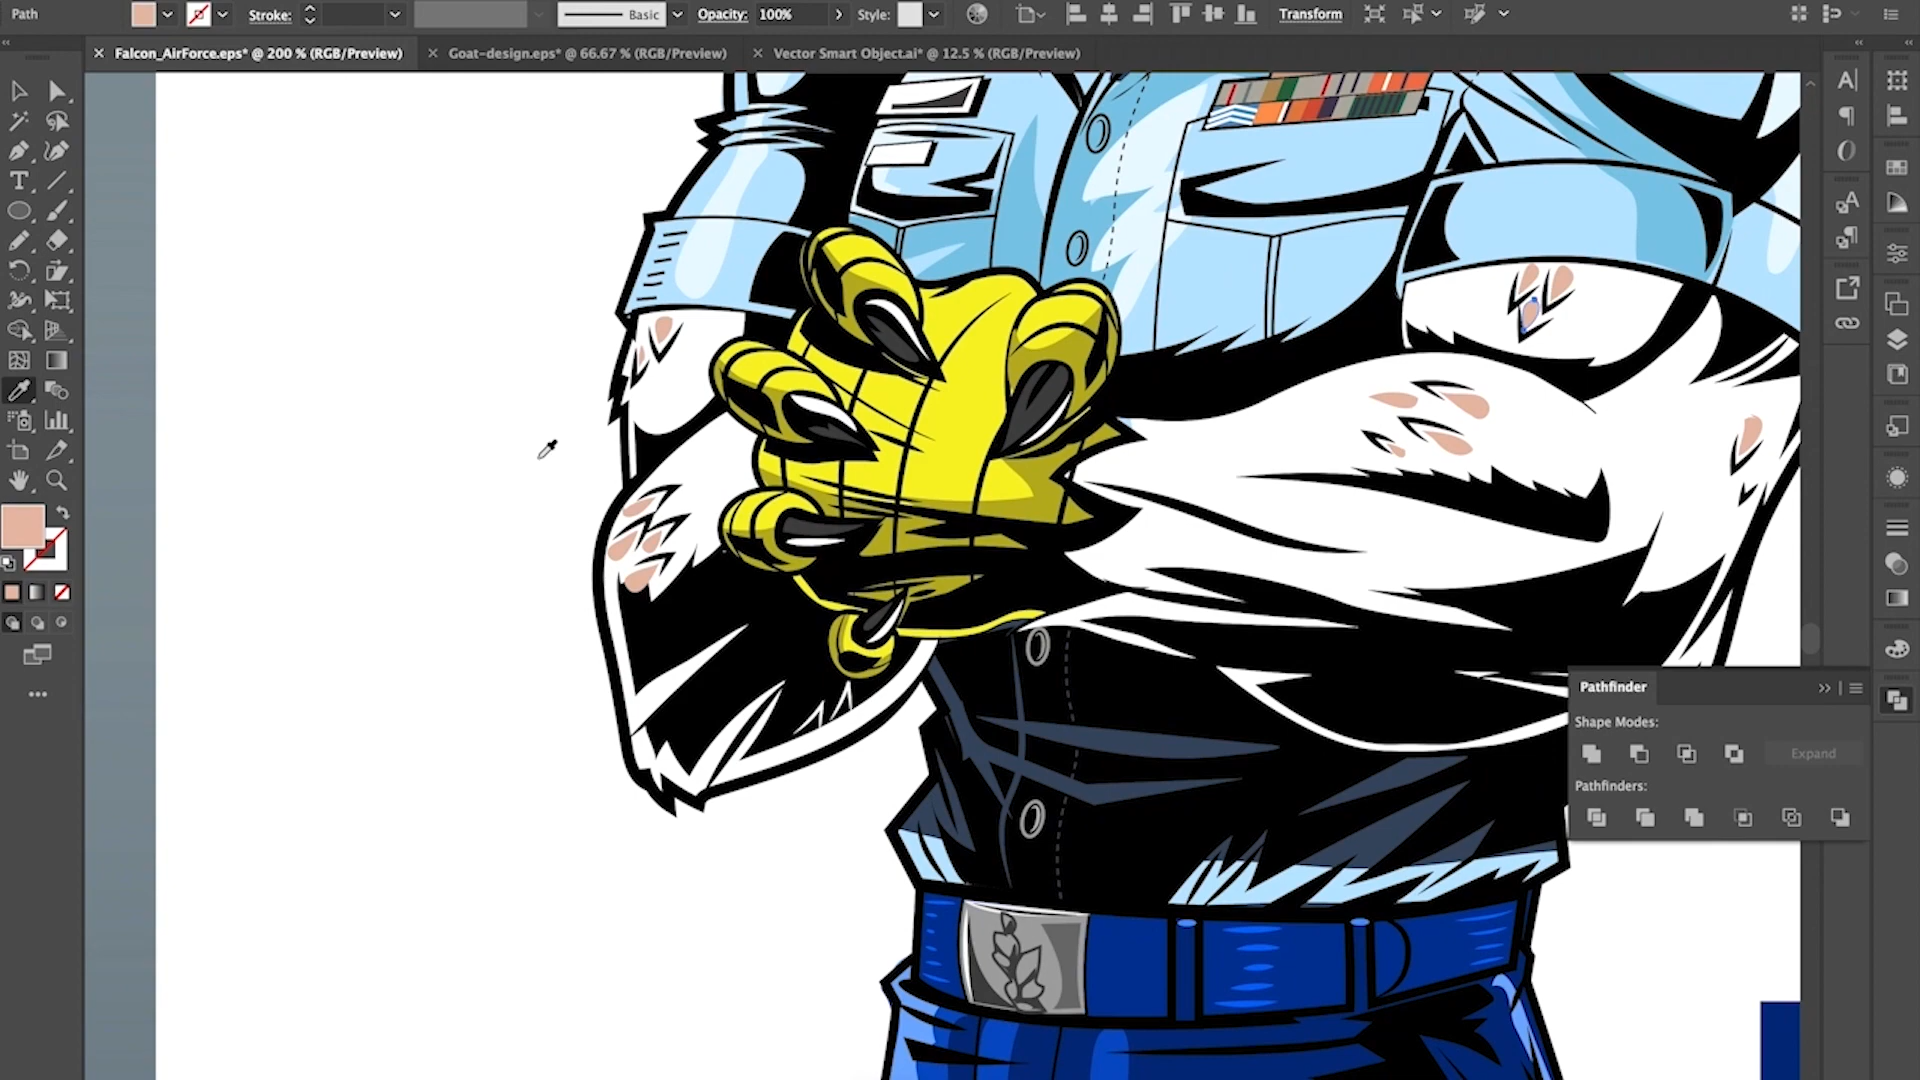 Path
Stroke:
Basic
Opacity: 100%
Style:
Transform
Falcon_AirForce.eps* @ 200 % (RGB/Preview)
Goat-design.eps* @ 66.67 % (RGB/Preview)
Vector Smart Object.ai* @ 12.5 % (RGB/Preview)
Pathfinder
Shape Modes:
Expand
Pathfinders: